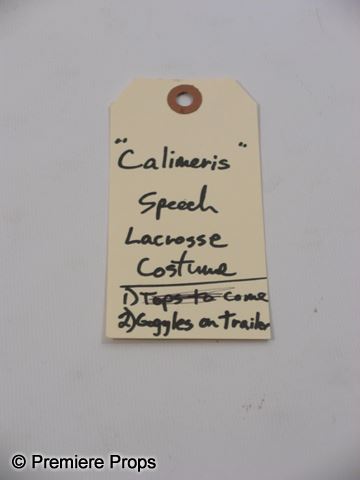 "Calimeris"
Speech
Lacrosse
Costume
1) Tops to come
2) Goggles on trailer
© Premiere Props